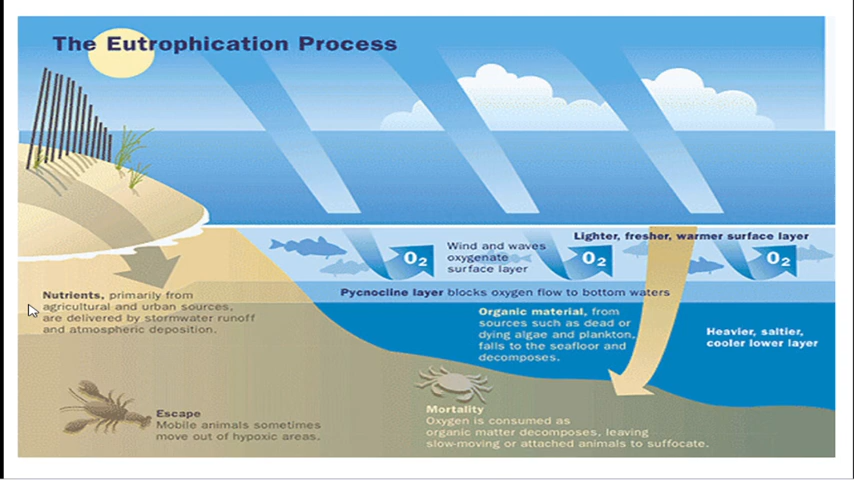 The Eutrophication Process
Lighter, fresher, warmer surface layer
Wind and waves
oxygenate
surface layer
O2
O2
O2
Pycnocline layer blocks oxygen flow to bottom waters
Nutrients, primarily from
agricultural and urban sources,
are delivered by stormwater runoff
and atmospheric deposition.
Organic material, from
sources such as dead or
dying algae and plankton,
falls to the seafloor and
decomposes.
Heavier, saltier,
cooler lower layer
Escape
Mobile animals sometimes
move out of hypoxic areas.
Mortality
Oxygen is consumed as
organic matter decomposes, leaving
slow-moving or attached animals to suffocate.